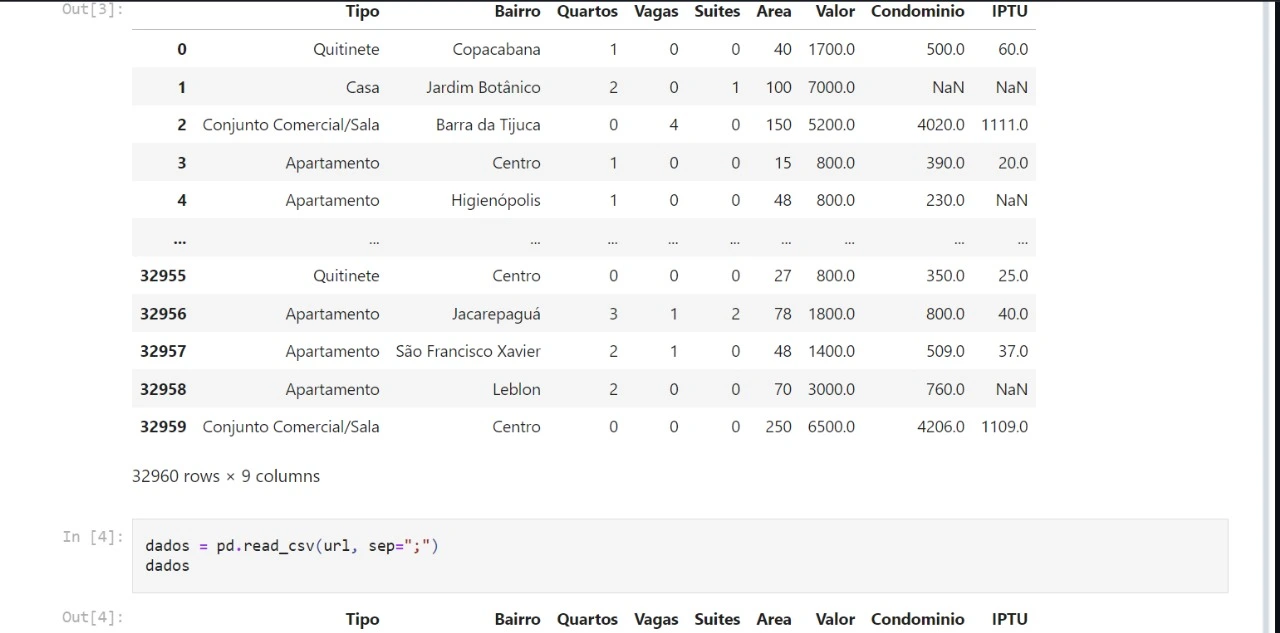 Out[3]: Tipo Bairro Quartos Vagas Suites Area Valor Condominio IPTU
0 Quitinete Copacabana 1 0 0 40 1700.0 500.0 60.0
1 Casa Jardim Botânico 2 0 1 100 7000.0 NaN NaN
2 Conjunto Comercial/Sala Barra da Tijuca 0 4 0 150 5200.0 4020.0 1111.0
3 Apartamento Centro 1 0 0 15 800.0 390.0 20.0
4 Apartamento Higienópolis 1 0 0 48 800.0 230.0 NaN
... ... ... ... ... ... ... ... ... ...
32955 Quitinete Centro 0 0 0 27 800.0 350.0 25.0
32956 Apartamento Jacarepaguá 3 1 2 78 1800.0 800.0 40.0
32957 Apartamento São Francisco Xavier 2 1 0 48 1400.0 509.0 37.0
32958 Apartamento Leblon 2 0 0 70 3000.0 760.0 NaN
32959 Conjunto Comercial/Sala Centro 0 0 0 250 6500.0 4206.0 1109.0
32960 rows × 9 columns
In [4]: dados = pd.read_csv(url, sep=";")
dados
Out[4]: Tipo Bairro Quartos Vagas Suites Area Valor Condominio IPTU